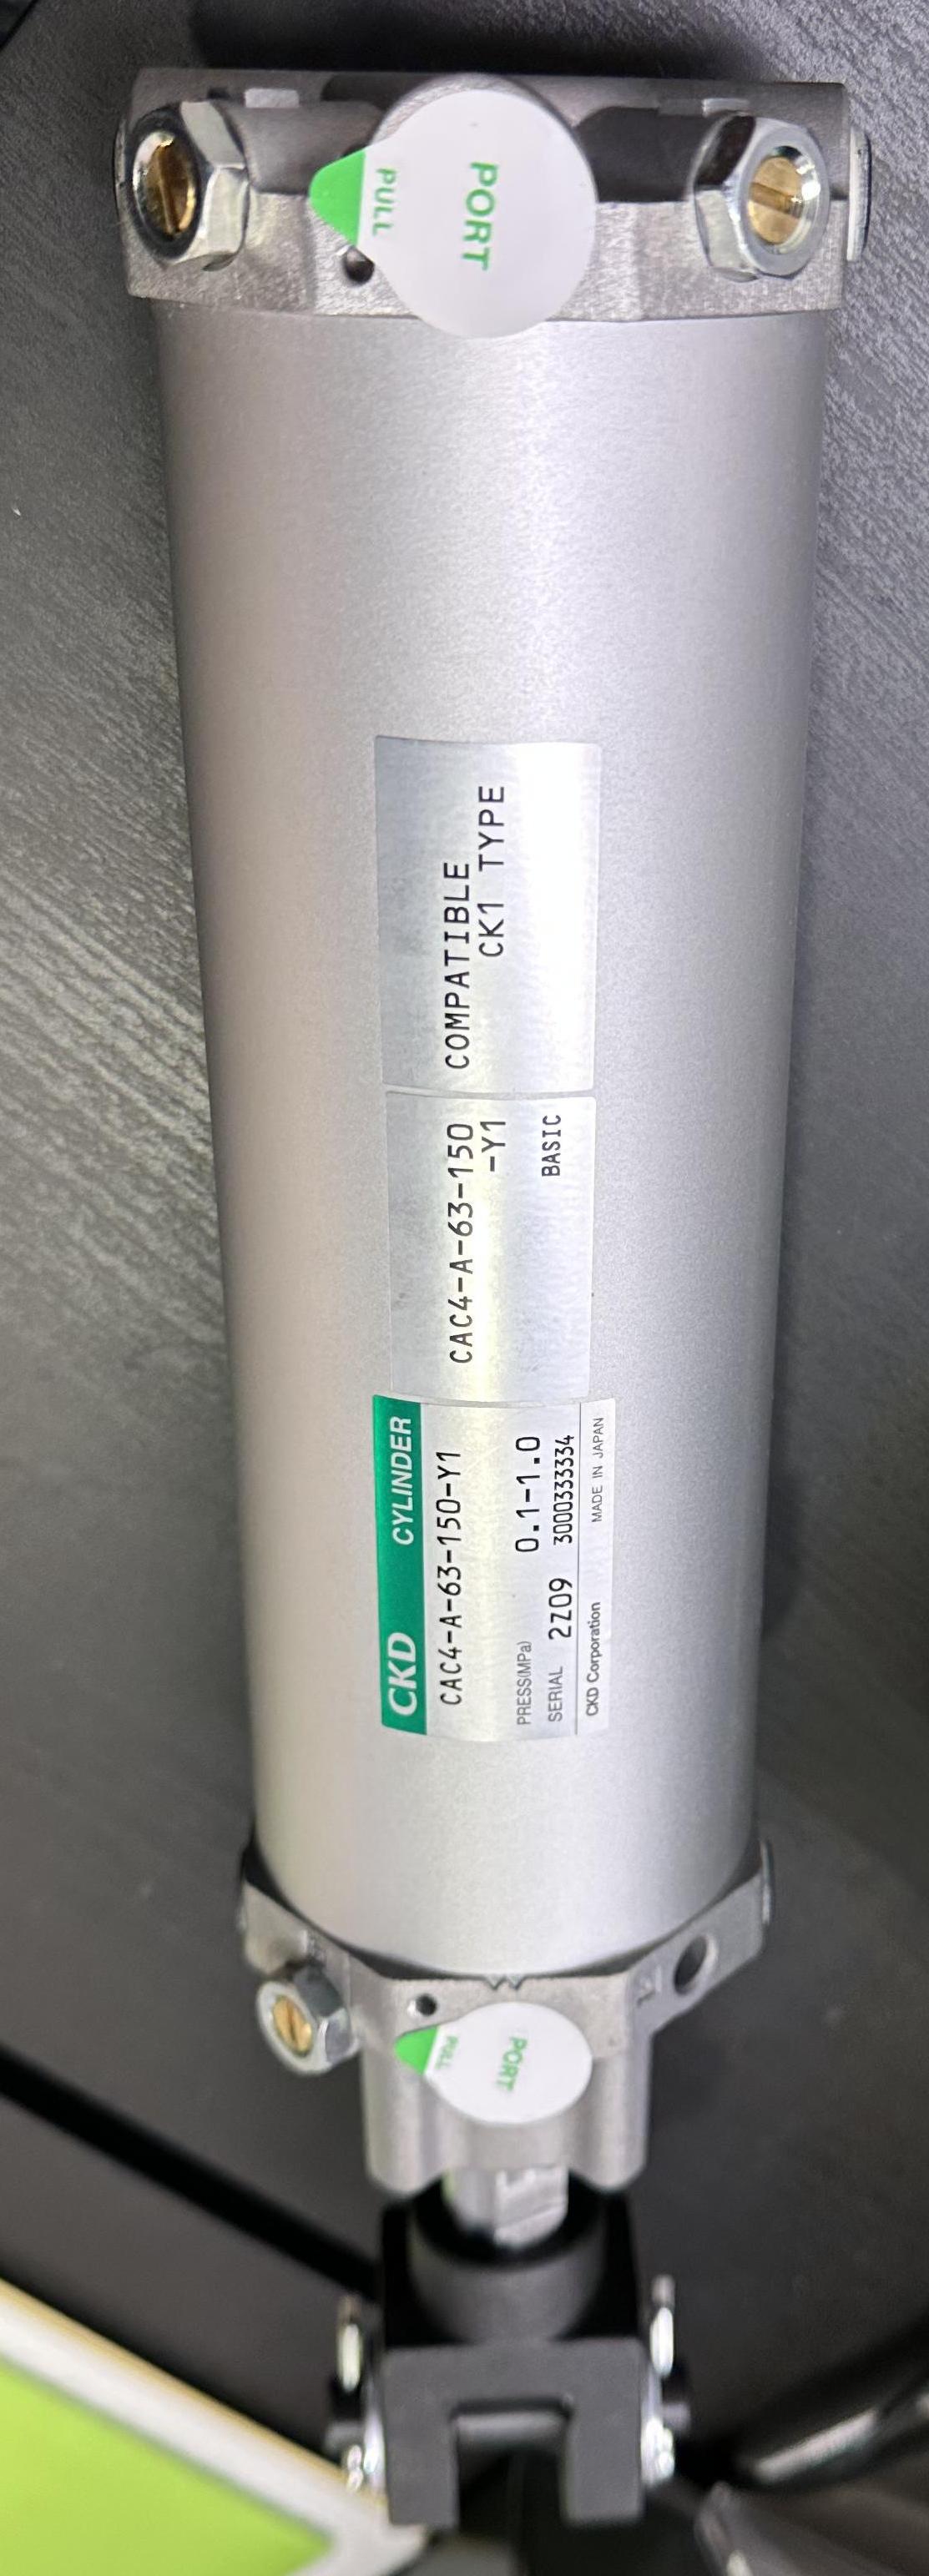 PORT
PULL
COMPATIBLE
CK1 TYPE
CAC4-A-63-150
-Y1
BASIC
CKD CYLINDER
CAC4-A-63-150-Y1
PRESS(MPa) 0.1-1.0
SERIAL 2Z09 3000333334
CKD Corporation MADE IN JAPAN
PORT
PULL